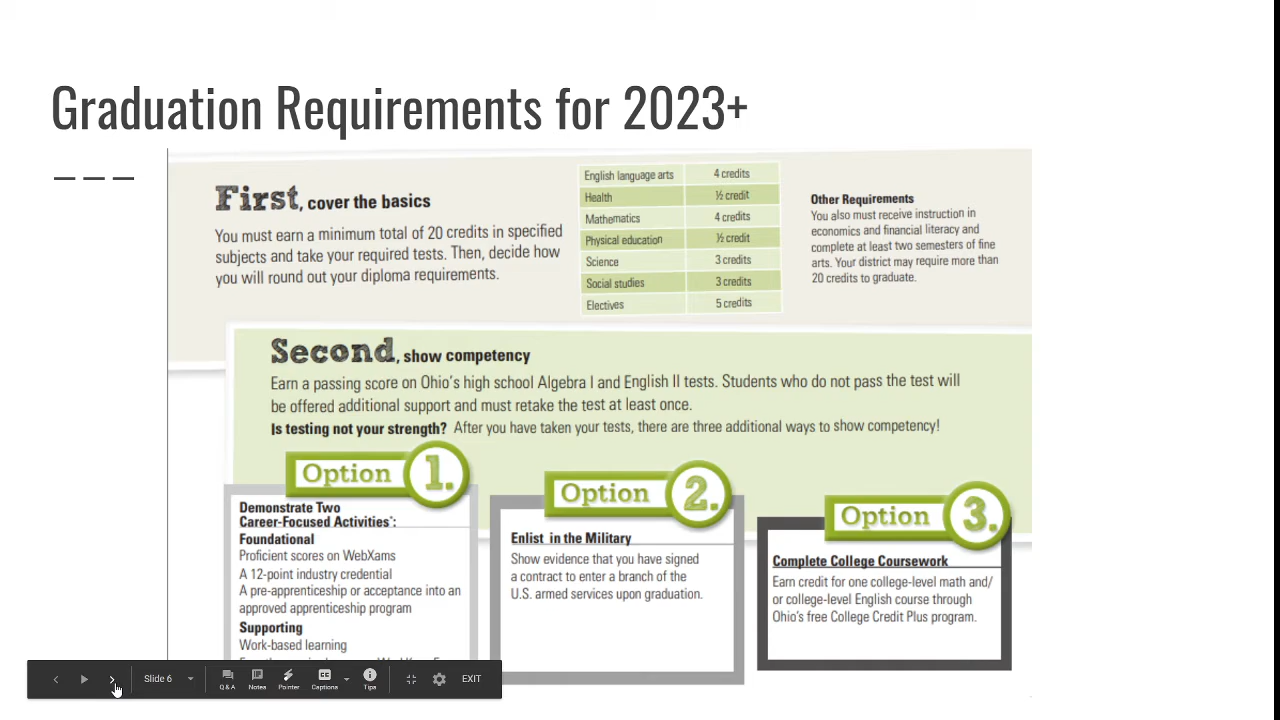 Graduation Requirements for 2023+
First, cover the basics
You must earn a minimum total of 20 credits in specified
subjects and take your required tests. Then, decide how
you will round out your diploma requirements.
English language arts 4 credits
Health ½ credit
Mathematics 4 credits
Physical education ½ credit
Science 3 credits
Social studies 3 credits
Electives 5 credits
Other Requirements
You also must receive instruction in
economics and financial literacy and
complete at least two semesters of fine
arts. Your district may require more than
20 credits to graduate.
Second, show competency
Earn a passing score on Ohio's high school Algebra I and English II tests. Students who do not pass the test will
be offered additional support and must retake the test at least once.
Is testing not your strength? After you have taken your tests, there are three additional ways to show competency!
Option 1.
Demonstrate Two
Career-Focused Activities*:
Foundational
Proficient scores on WebXams
A 12-point industry credential
A pre-apprenticeship or acceptance into an
approved apprenticeship program
Supporting
Work-based learning
Option 2.
Enlist in the Military
Show evidence that you have signed
a contract to enter a branch of the
U.S. armed services upon graduation.
Option 3.
Complete College Coursework
Earn credit for one college-level math and/
or college-level English course through
Ohio's free College Credit Plus program.
Slide 6
Q & A
Notes
Pointer
Captions
Tips
EXIT